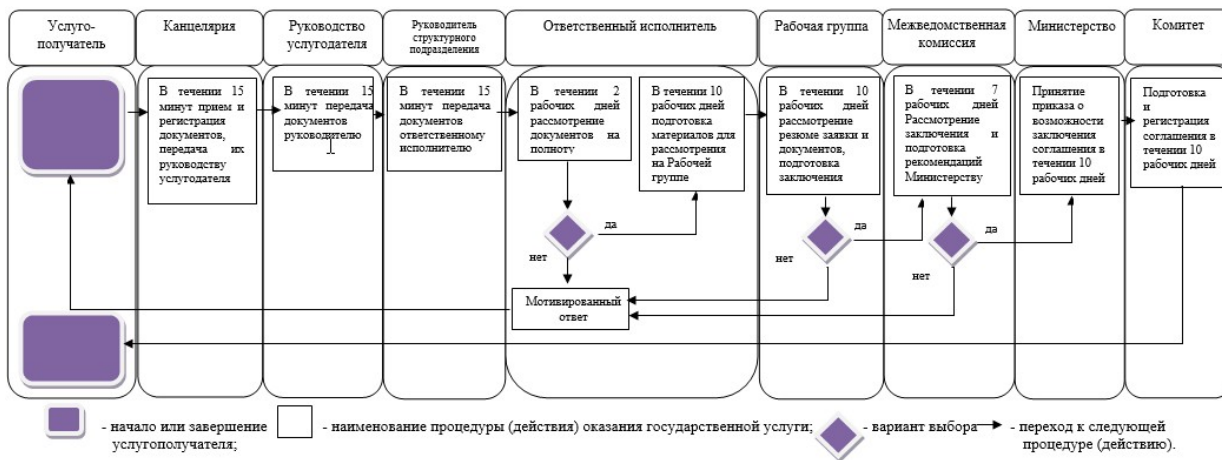 Услуго-
получатель
Канцелярия
Руководство
услугодателя
Руководитель
структурного
подразделения
Ответственный исполнитель
Рабочая группа
Межведомственная
комиссия
Министерство
Комитет
В течении 15
минут прием и
регистрация
документов,
передача их
руководству
услугодателя
В течении 15
минут передача
документов
руководителю
В течении 15
минут передача
документов
ответственному
исполнителю
В течении 2
рабочих дней
рассмотрение
документов на
полноту
В течении 10
рабочих дней
подготовка
материалов для
рассмотрения
на Рабочей
группе
В течении 10
рабочих дней
рассмотрение
резюме заявки и
документов,
подготовка
заключения
В течении 7
рабочих дней
Рассмотрение
заключения и
подготовка
рекомендаций
Министерству
Принятие
приказа о
возможности
заключения
соглашения в
течении 10
рабочих дней
Подготовка
и
регистрация
соглашения в
течении 10
рабочих дней
да
нет
да
нет
да
нет
Мотивированный
ответ
- начало или завершение
услугополучателя;
- наименование процедуры (действия) оказания государственной услуги;
- вариант выбора
- переход к следующей
процедуре (действию).